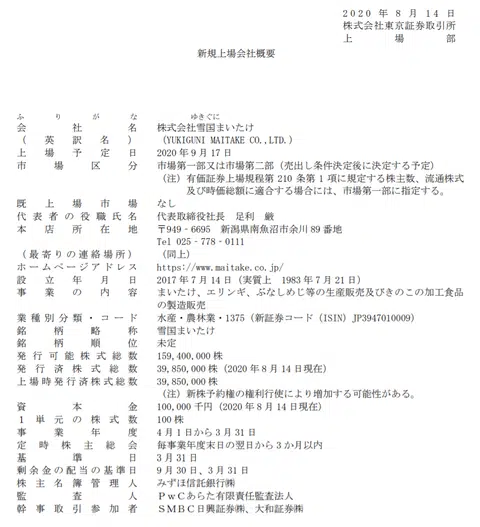 2020年8月14日
株式会社東京証券取引所
上場部
新規上場会社概要
ふりがな ゆきぐに
会社名 株式会社雪国まいたけ
(英訳名) (YUKIGUNI MAITAKE CO.,LTD.)
上場予定日 2020年9月17日
市場区分 市場第一部又は市場第二部(売出し条件決定後に決定する予定)
(注)有価証券上場規程第210条第1項に規定する株主数、流通株式
及び時価総額に適合する場合には、市場第一部に指定する。
既上場市場 なし
代表者の役職氏名 代表取締役社長 足利 厳
本店所在地 〒949‐6695 新潟県南魚沼市余川89番地
Tel 025‐778‐0111
(最寄りの連絡場所) (同上)
ホームページアドレス https://www.maitake.co.jp/
設立年月日 2017年7月14日(実質上 1983年7月21日)
事業の内容 まいたけ、エリンギ、ぶなしめじ等の生産販売及びきのこの加工食品
の製造販売
業種別分類・コード 水産・農林業・1375(新証券コード(ISIN)JP3947010009)
銘柄略称 雪国まいたけ
銘柄順位 未定
発行可能株式総数 159,400,000株
発行済株式総数 39,850,000株(2020年8月14日現在)
上場時発行済株式総数 39,850,000株
(注)新株予約権の権利行使により増加する可能性がある。
資本金 100,000千円(2020年8月14日現在)
1単元の株式数 100株
事業年度 4月1日から3月31日
定時株主総会 毎事業年度末日の翌日から3か月以内
基準日 3月31日
剰余金の配当の基準日 9月30日、3月31日
株主名簿管理人 みずほ信託銀行㈱
監査人 PwCあらた有限責任監査法人
幹事取引参加者 SMBC日興証券㈱、大和証券㈱